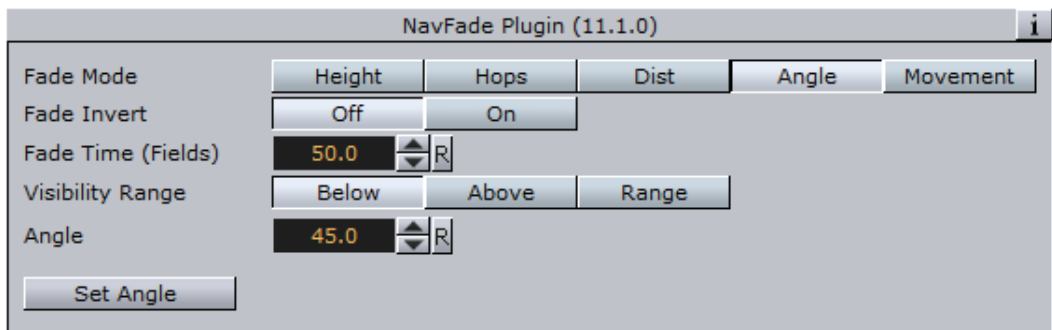 NavFade Plugin (11.1.0) i
Fade Mode Height Hops Dist Angle Movement
Fade Invert Off On
Fade Time (Fields) 50.0 R
Visibility Range Below Above Range
Angle 45.0 R
Set Angle